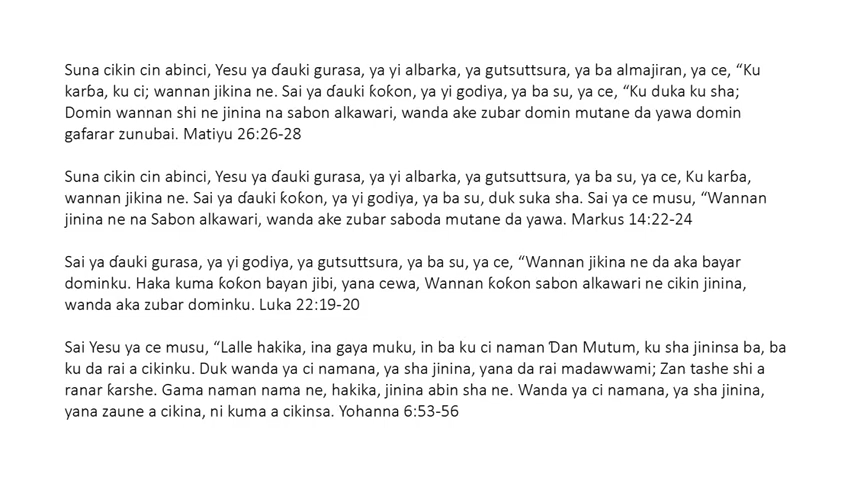 Suna cikin cin abinci, Yesu ya ɗauki gurasa, ya yi albarka, ya gutsuttsura, ya ba almajiran, ya ce, “Ku
karɓa, ku ci; wannan jikina ne. Sai ya ɗauki ƙoƙon, ya yi godiya, ya ba su, ya ce, “Ku duka ku sha;
Domin wannan shi ne jinina na sabon alkawari, wanda ake zubar domin mutane da yawa domin
gafarar zunubai. Matiyu 26:26-28
Suna cikin cin abinci, Yesu ya ɗauki gurasa, ya yi albarka, ya gutsuttsura, ya ba su, ya ce, Ku karɓa,
wannan jikina ne. Sai ya ɗauki ƙoƙon, ya yi godiya, ya ba su, duk suka sha. Sai ya ce musu, “Wannan
jinina ne na Sabon alkawari, wanda ake zubar saboda mutane da yawa. Markus 14:22-24
Sai ya ɗauki gurasa, ya yi godiya, ya gutsuttsura, ya ba su, ya ce, “Wannan jikina ne da aka bayar
dominku. Haka kuma ƙoƙon bayan jibi, yana cewa, Wannan ƙoƙon sabon alkawari ne cikin jinina,
wanda aka zubar dominku. Luka 22:19-20
Sai Yesu ya ce musu, “Lalle hakika, ina gaya muku, in ba ku ci naman Ɗan Mutum, ku sha jininsa ba, ba
ku da rai a cikinku. Duk wanda ya ci namana, ya sha jinina, yana da rai madawwami; Zan tashe shi a
ranar ƙarshe. Gama naman nama ne, hakika, jinina abin sha ne. Wanda ya ci namana, ya sha jinina,
yana zaune a cikina, ni kuma a cikinsa. Yohanna 6:53-56